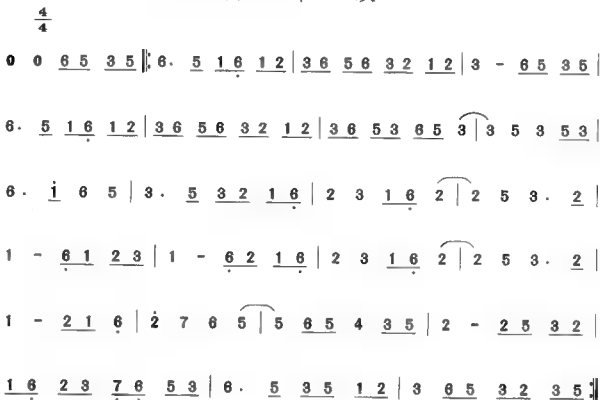 4
4
0 0 6 5 3 5 ‖: 6. 5 1 6̣ 1 2 | 3 6 5 6 3 2 1 2 | 3 - 6 5 3 5 |
6. 5 1 6̣ 1 2 | 3 6 5 6 3 2 1 2 | 3 6 5 3 6 5 3 | 3 5 3 5 3 |
6. i 6 5 | 3. 5 3 2 1 6̣ | 2 3 1 6̣ 2 | 2 5 3. 2 |
1 - 6̣ 1 2 3 | 1 - 6̣ 2 1 6̣ | 2 3 1 6̣ 2 | 2 5 3. 2 |
1 - 2 1 6̣ | 2̇ 7 6 5 | 5 6 5 4 3 5 | 2 - 2 5 3 2 |
1 6̣ 2 3 7̣ 6̣ 5 3 | 6. 5 3 5 1 2 | 3 6 5 3 2 3 5 :‖